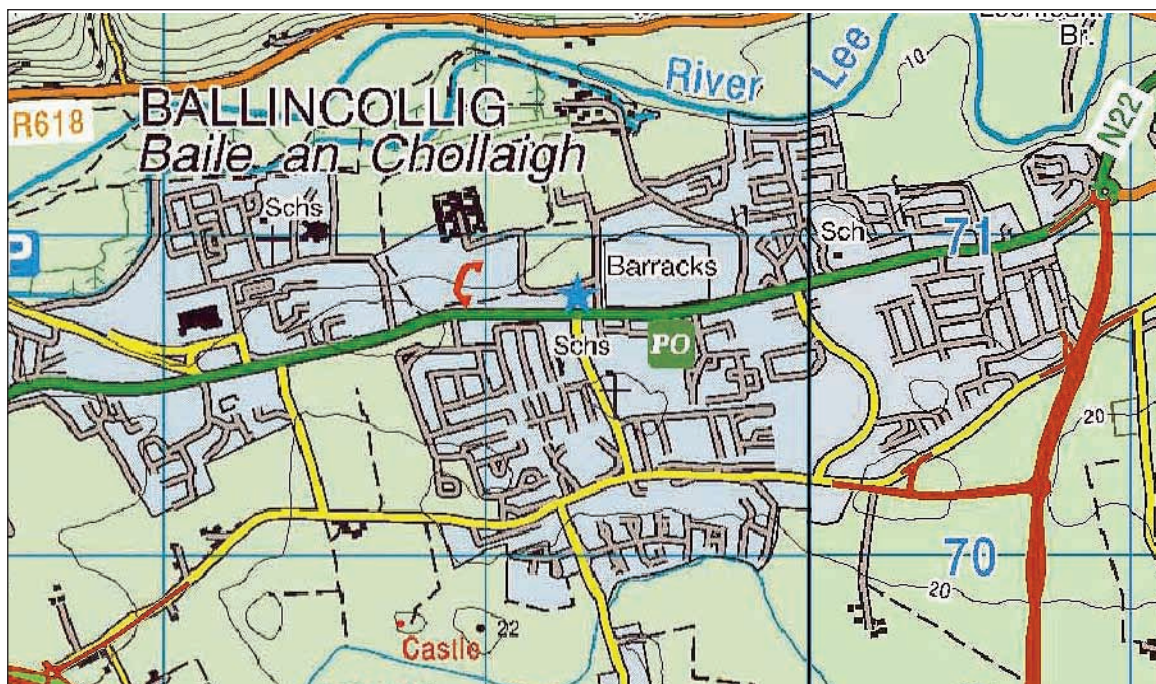 Br.
10
River Lee
N22
R618
BALLINCOLLIG
Baile an Chollaigh
Schs
Sch
71
P
Barracks
Schs
PO
20
70
20
22
Castle